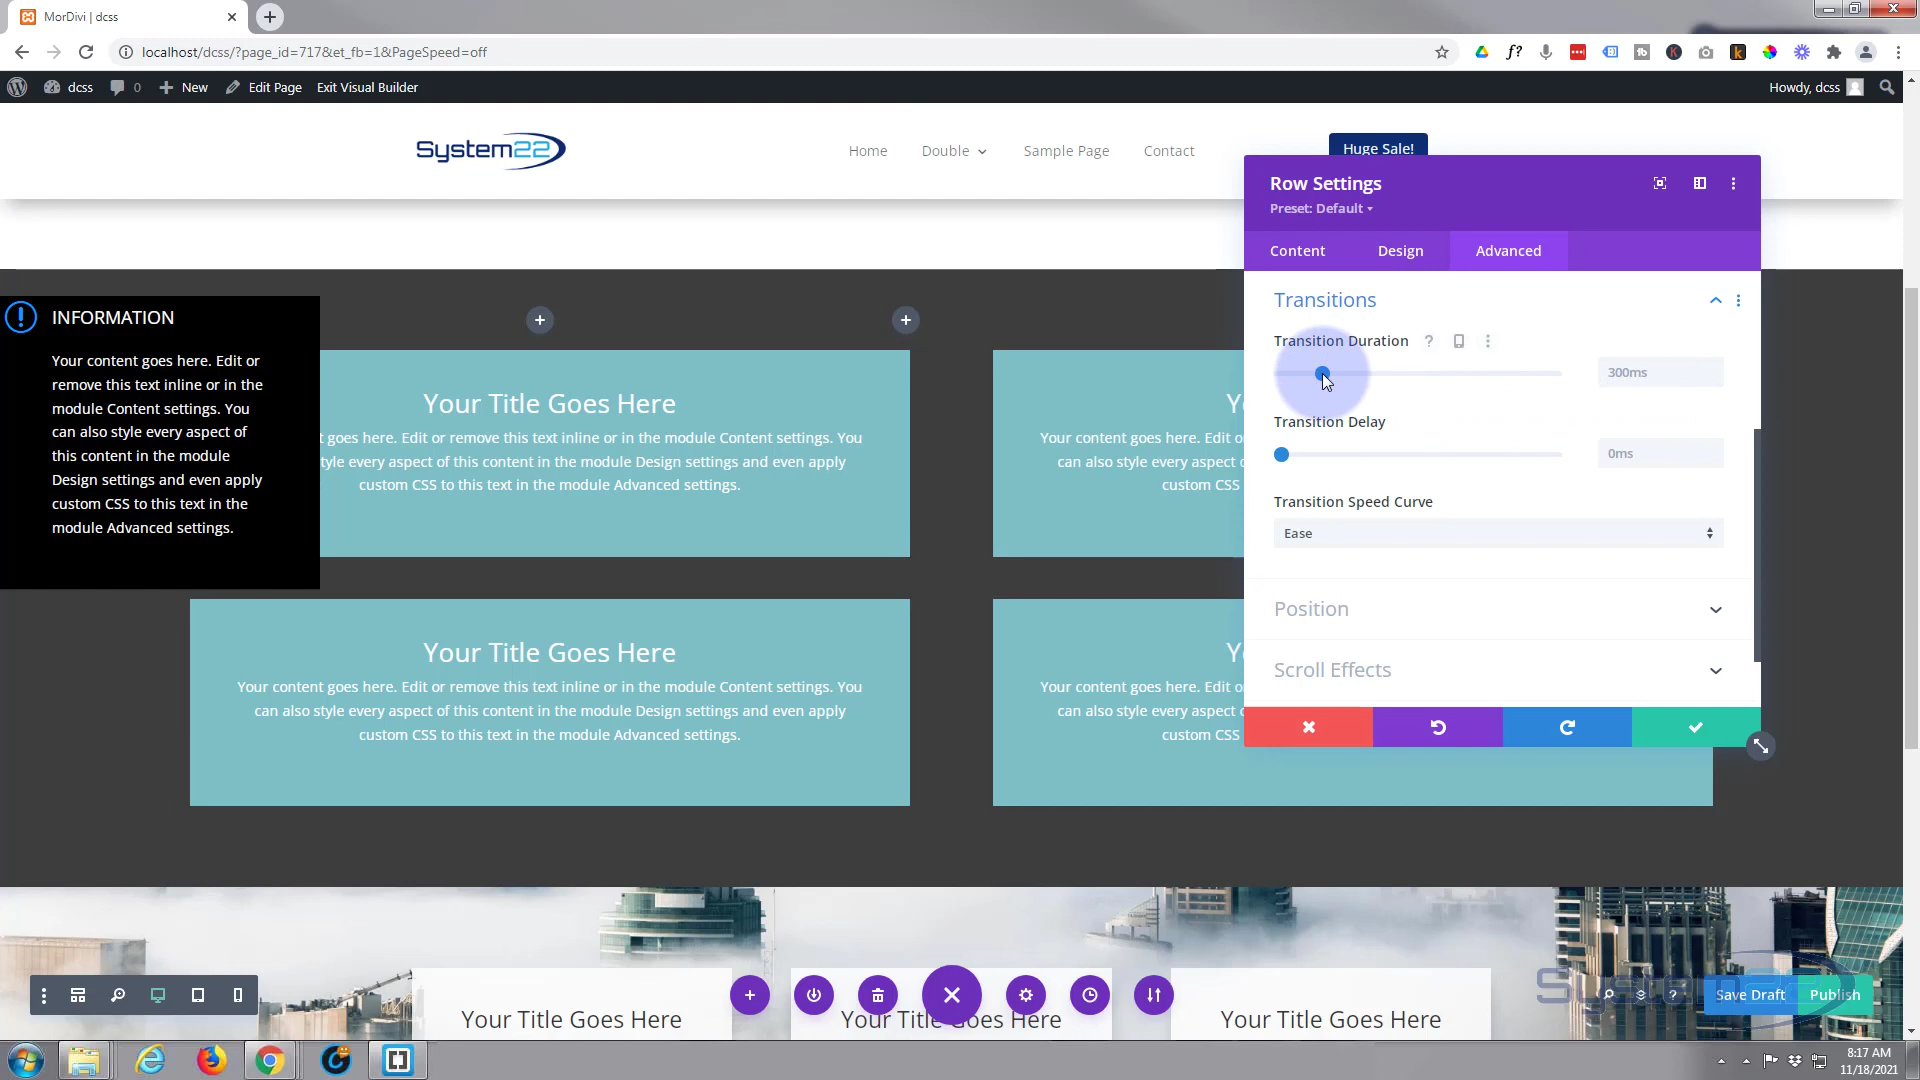 MorDivi | dcss
localhost/dcss/?page_id=717&et_fb=1&PageSpeed=off
dcss
0
New
Edit Page
Exit Visual Builder
Howdy, dcss
System22
Home
Double
Sample Page
Contact
Huge Sale!
Row Settings
Preset: Default
Content
Design
Advanced
Transitions
Transition Duration
300ms
Transition Delay
0ms
Transition Speed Curve
Ease
Position
Scroll Effects
INFORMATION
Your content goes here. Edit or
remove this text inline or in the
module Content settings. You
can also style every aspect of
this content in the module
Design settings and even apply
custom CSS to this text in the
module Advanced settings.
Your Title Goes Here
t goes here. Edit or remove this text inline or in the module Content settings. You
tyle every aspect of this content in the module Design settings and even apply
custom CSS to this text in the module Advanced settings.
Your content goes here. Edit o
can also style every aspect
custom CSS
Your Title Goes Here
Your content goes here. Edit or remove this text inline or in the module Content settings. You
can also style every aspect of this content in the module Design settings and even apply
custom CSS to this text in the module Advanced settings.
Your content goes here. Edit o
can also style every aspect
custom CSS
Your Title Goes Here
Your Title Goes Here
Your Title Goes Here
System22
Save Draft
Publish
8:17 AM
11/18/2021